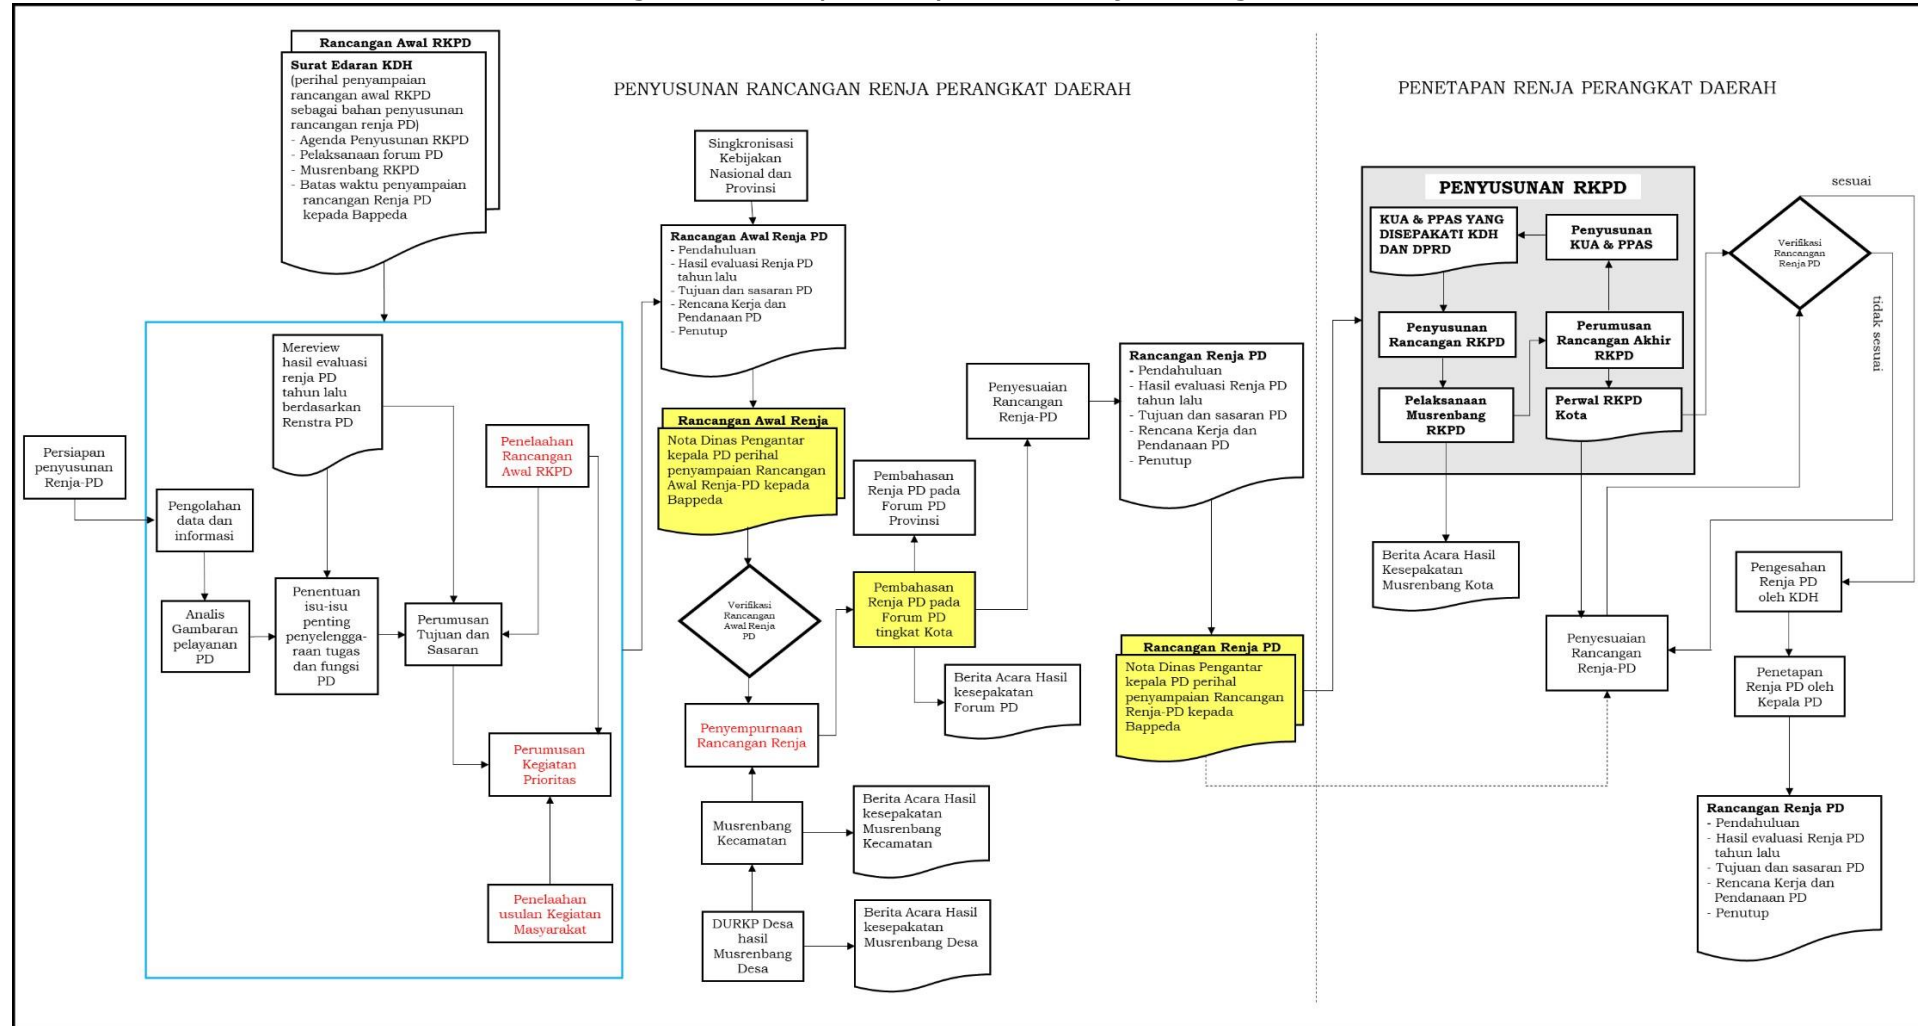 Rancangan Awal RKPD
Surat Edaran KDH
(perihal penyampaian
rancangan awal RKPD
sebagai bahan penyusunan
rancangan renja PD)
- Agenda Penyusunan RKPD
- Pelaksanaan forum PD
- Musrenbang RKPD
- Batas waktu penyampaian
rancangan Renja PD
kepada Bappeda
PENYUSUNAN RANCANGAN RENJA PERANGKAT DAERAH
PENETAPAN RENJA PERANGKAT DAERAH
Persiapan
penyusunan
Renja-PD
Mereview
hasil evaluasi
renja PD
tahun lalu
berdasarkan
Renstra PD
Penelaahan
Rancangan
Awal RKPD
Pengolahan
data dan
informasi
Analis
Gambaran
pelayanan
PD
Penentuan
isu-isu
penting
penyelengga-
raan tugas
dan fungsi
PD
Perumusan
Tujuan dan
Sasaran
Perumusan
Kegiatan
Prioritas
Penelaahan
usulan Kegiatan
Masyarakat
Singkronisasi
Kebijakan
Nasional dan
Provinsi
Rancangan Awal Renja PD
- Pendahuluan
- Hasil evaluasi Renja PD
tahun lalu
- Tujuan dan sasaran PD
- Rencana Kerja dan
Pendanaan PD
- Penutup
Rancangan Awal Renja
Nota Dinas Pengantar
kepala PD perihal
penyampaian Rancangan
Awal Renja-PD kepada
Bappeda
Verifikasi
Rancangan
Awal Renja
PD
Penyempurnaan
Rancangan Renja
Musrenbang
Kecamatan
DURKP Desa
hasil
Musrenbang
Desa
Berita Acara Hasil
kesepakatan
Musrenbang
Kecamatan
Berita Acara Hasil
kesepakatan
Musrenbang Desa
Pembahasan
Renja PD pada
Forum PD
Provinsi
Pembahasan
Renja PD pada
Forum PD
tingkat Kota
Berita Acara Hasil
kesepakatan
Forum PD
Penyesuaian
Rancangan
Renja-PD
Rancangan Renja PD
- Pendahuluan
- Hasil evaluasi Renja PD
tahun lalu
- Tujuan dan sasaran PD
- Rencana Kerja dan
Pendanaan PD
- Penutup
Rancangan Renja PD
Nota Dinas Pengantar
kepala PD perihal
penyampaian Rancangan
Renja-PD kepada
Bappeda
PENYUSUNAN RKPD
KUA & PPAS YANG
DISEPAKATI KDH
DAN DPRD
Penyusunan
KUA & PPAS
Penyusunan
Rancangan RKPD
Perumusan
Rancangan Akhir
RKPD
Pelaksanaan
Musrenbang
RKPD
Perwal RKPD
Kota
Berita Acara Hasil
Kesepakatan
Musrenbang Kota
Verifikasi
Rancangan
Renja PD
sesuai
tidak sesuai
Penyesuaian
Rancangan
Renja-PD
Pengesahan
Renja PD
oleh KDH
Penetapan
Renja PD oleh
Kepala PD
Rancangan Renja PD
- Pendahuluan
- Hasil evaluasi Renja PD
tahun lalu
- Tujuan dan sasaran PD
- Rencana Kerja dan
Pendanaan PD
- Penutup